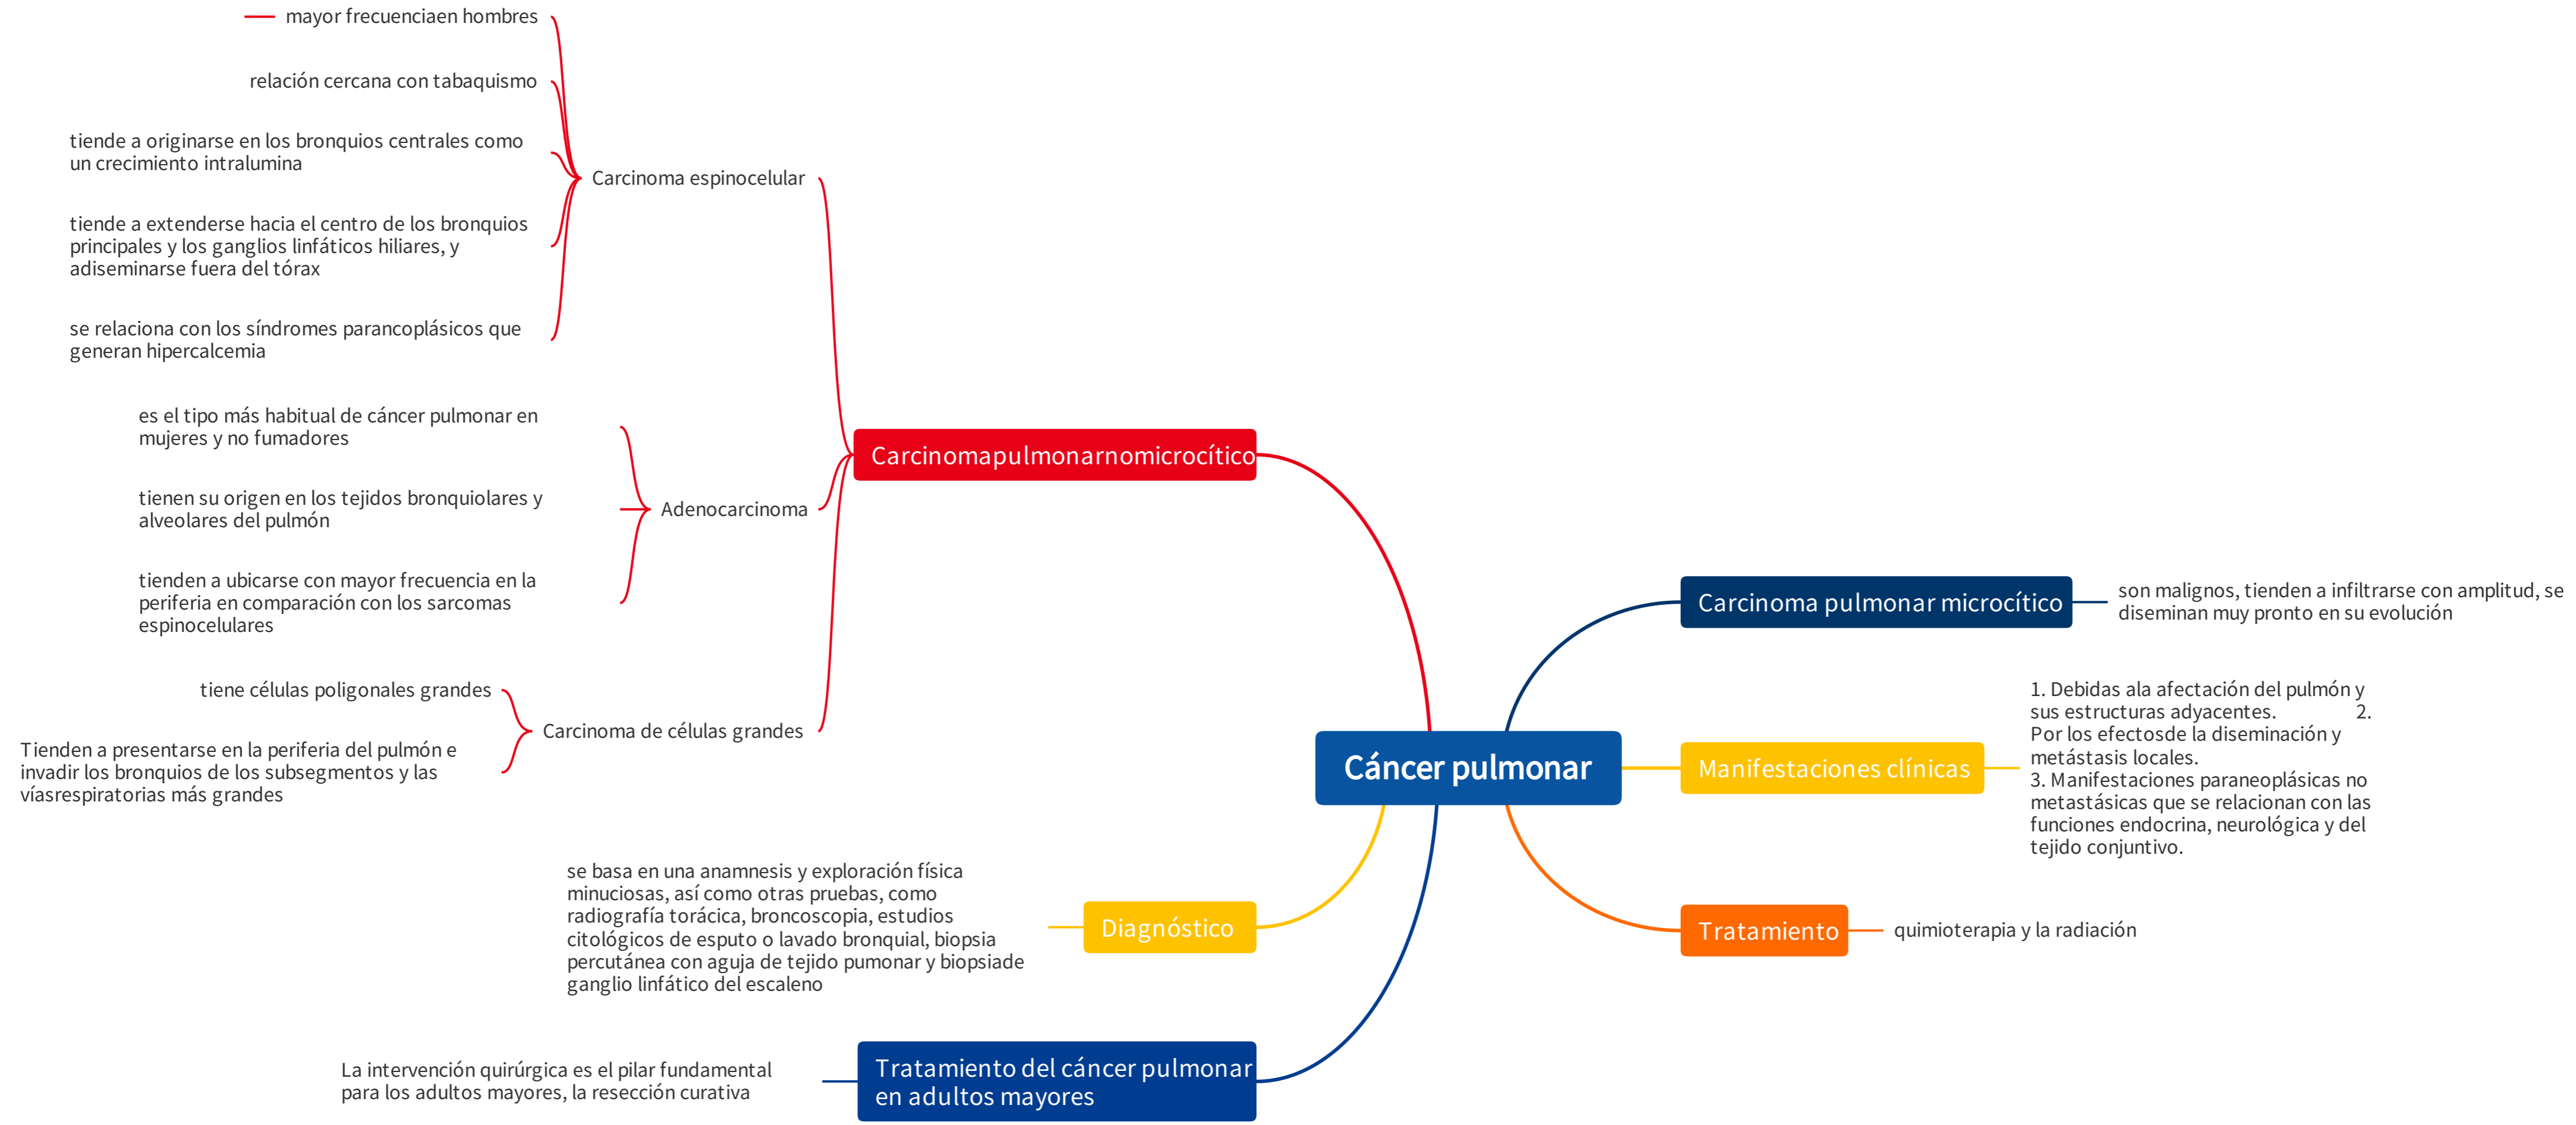 mayor frecuenciaen hombres
relación cercana con tabaquismo
tiende a originarse en los bronquios centrales como
un crecimiento intralumina
tiende a extenderse hacia el centro de los bronquios
principales y los ganglios linfáticos hiliares, y
adiseminarse fuera del tórax
se relaciona con los síndromes parancoplásicos que
generan hipercalcemia
Carcinoma espinocelular
es el tipo más habitual de cáncer pulmonar en
mujeres y no fumadores
tienen su origen en los tejidos bronquiolares y
alveolares del pulmón
tienden a ubicarse con mayor frecuencia en la
periferia en comparación con los sarcomas
espinocelulares
Adenocarcinoma
tiene células poligonales grandes
Tienden a presentarse en la periferia del pulmón e
invadir los bronquios de los subsegmentos y las
víasrespiratorias más grandes
Carcinoma de células grandes
Carcinomapulmonarnomicrocítico
Cáncer pulmonar
Carcinoma pulmonar microcítico
son malignos, tienden a infiltrarse con amplitud, se
diseminan muy pronto en su evolución
Manifestaciones clínicas
1. Debidas ala afectación del pulmón y
sus estructuras adyacentes. 2.
Por los efectosde la diseminación y
metástasis locales.
3. Manifestaciones paraneoplásicas no
metastásicas que se relacionan con las
funciones endocrina, neurológica y del
tejido conjuntivo.
Tratamiento
quimioterapia y la radiación
Diagnóstico
se basa en una anamnesis y exploración física
minuciosas, así como otras pruebas, como
radiografía torácica, broncoscopia, estudios
citológicos de esputo o lavado bronquial, biopsia
percutánea con aguja de tejido pumonar y biopsiade
ganglio linfático del escaleno
Tratamiento del cáncer pulmonar
en adultos mayores
La intervención quirúrgica es el pilar fundamental
para los adultos mayores, la resección curativa